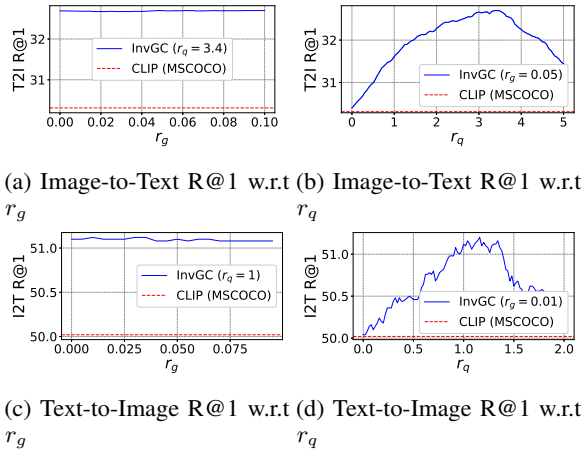 T2I R@1
32
31
InvGC (r_q = 3.4)
CLIP (MSCOCO)
0.00 0.02 0.04 0.06 0.08 0.10
r_g
T2I R@1
32
31
InvGC (r_g = 0.05)
CLIP (MSCOCO)
0 1 2 3 4 5
r_q
(a) Image-to-Text R@1 w.r.t r_g
(b) Image-to-Text R@1 w.r.t r_q
I2T R@1
51.0
50.5
50.0
InvGC (r_q = 1)
CLIP (MSCOCO)
0.000 0.025 0.050 0.075
r_g
I2T R@1
51.0
50.5
50.0
InvGC (r_g = 0.01)
CLIP (MSCOCO)
0.0 0.5 1.0 1.5 2.0
r_q
(c) Text-to-Image R@1 w.r.t r_g
(d) Text-to-Image R@1 w.r.t r_q